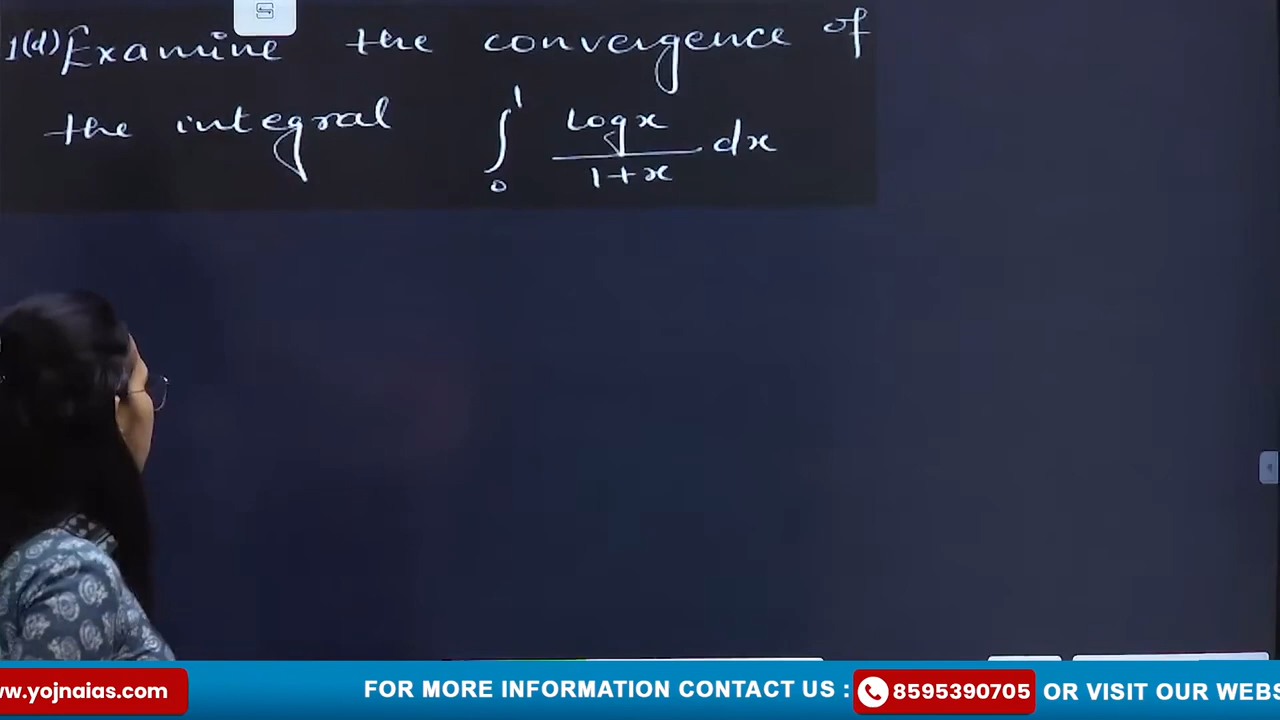 1(d) Examine the convergence of
the integral ∫₀¹ log x / (1+x) dx
ww.yojnaias.com FOR MORE INFORMATION CONTACT US : 8595390705 OR VISIT OUR WEBS